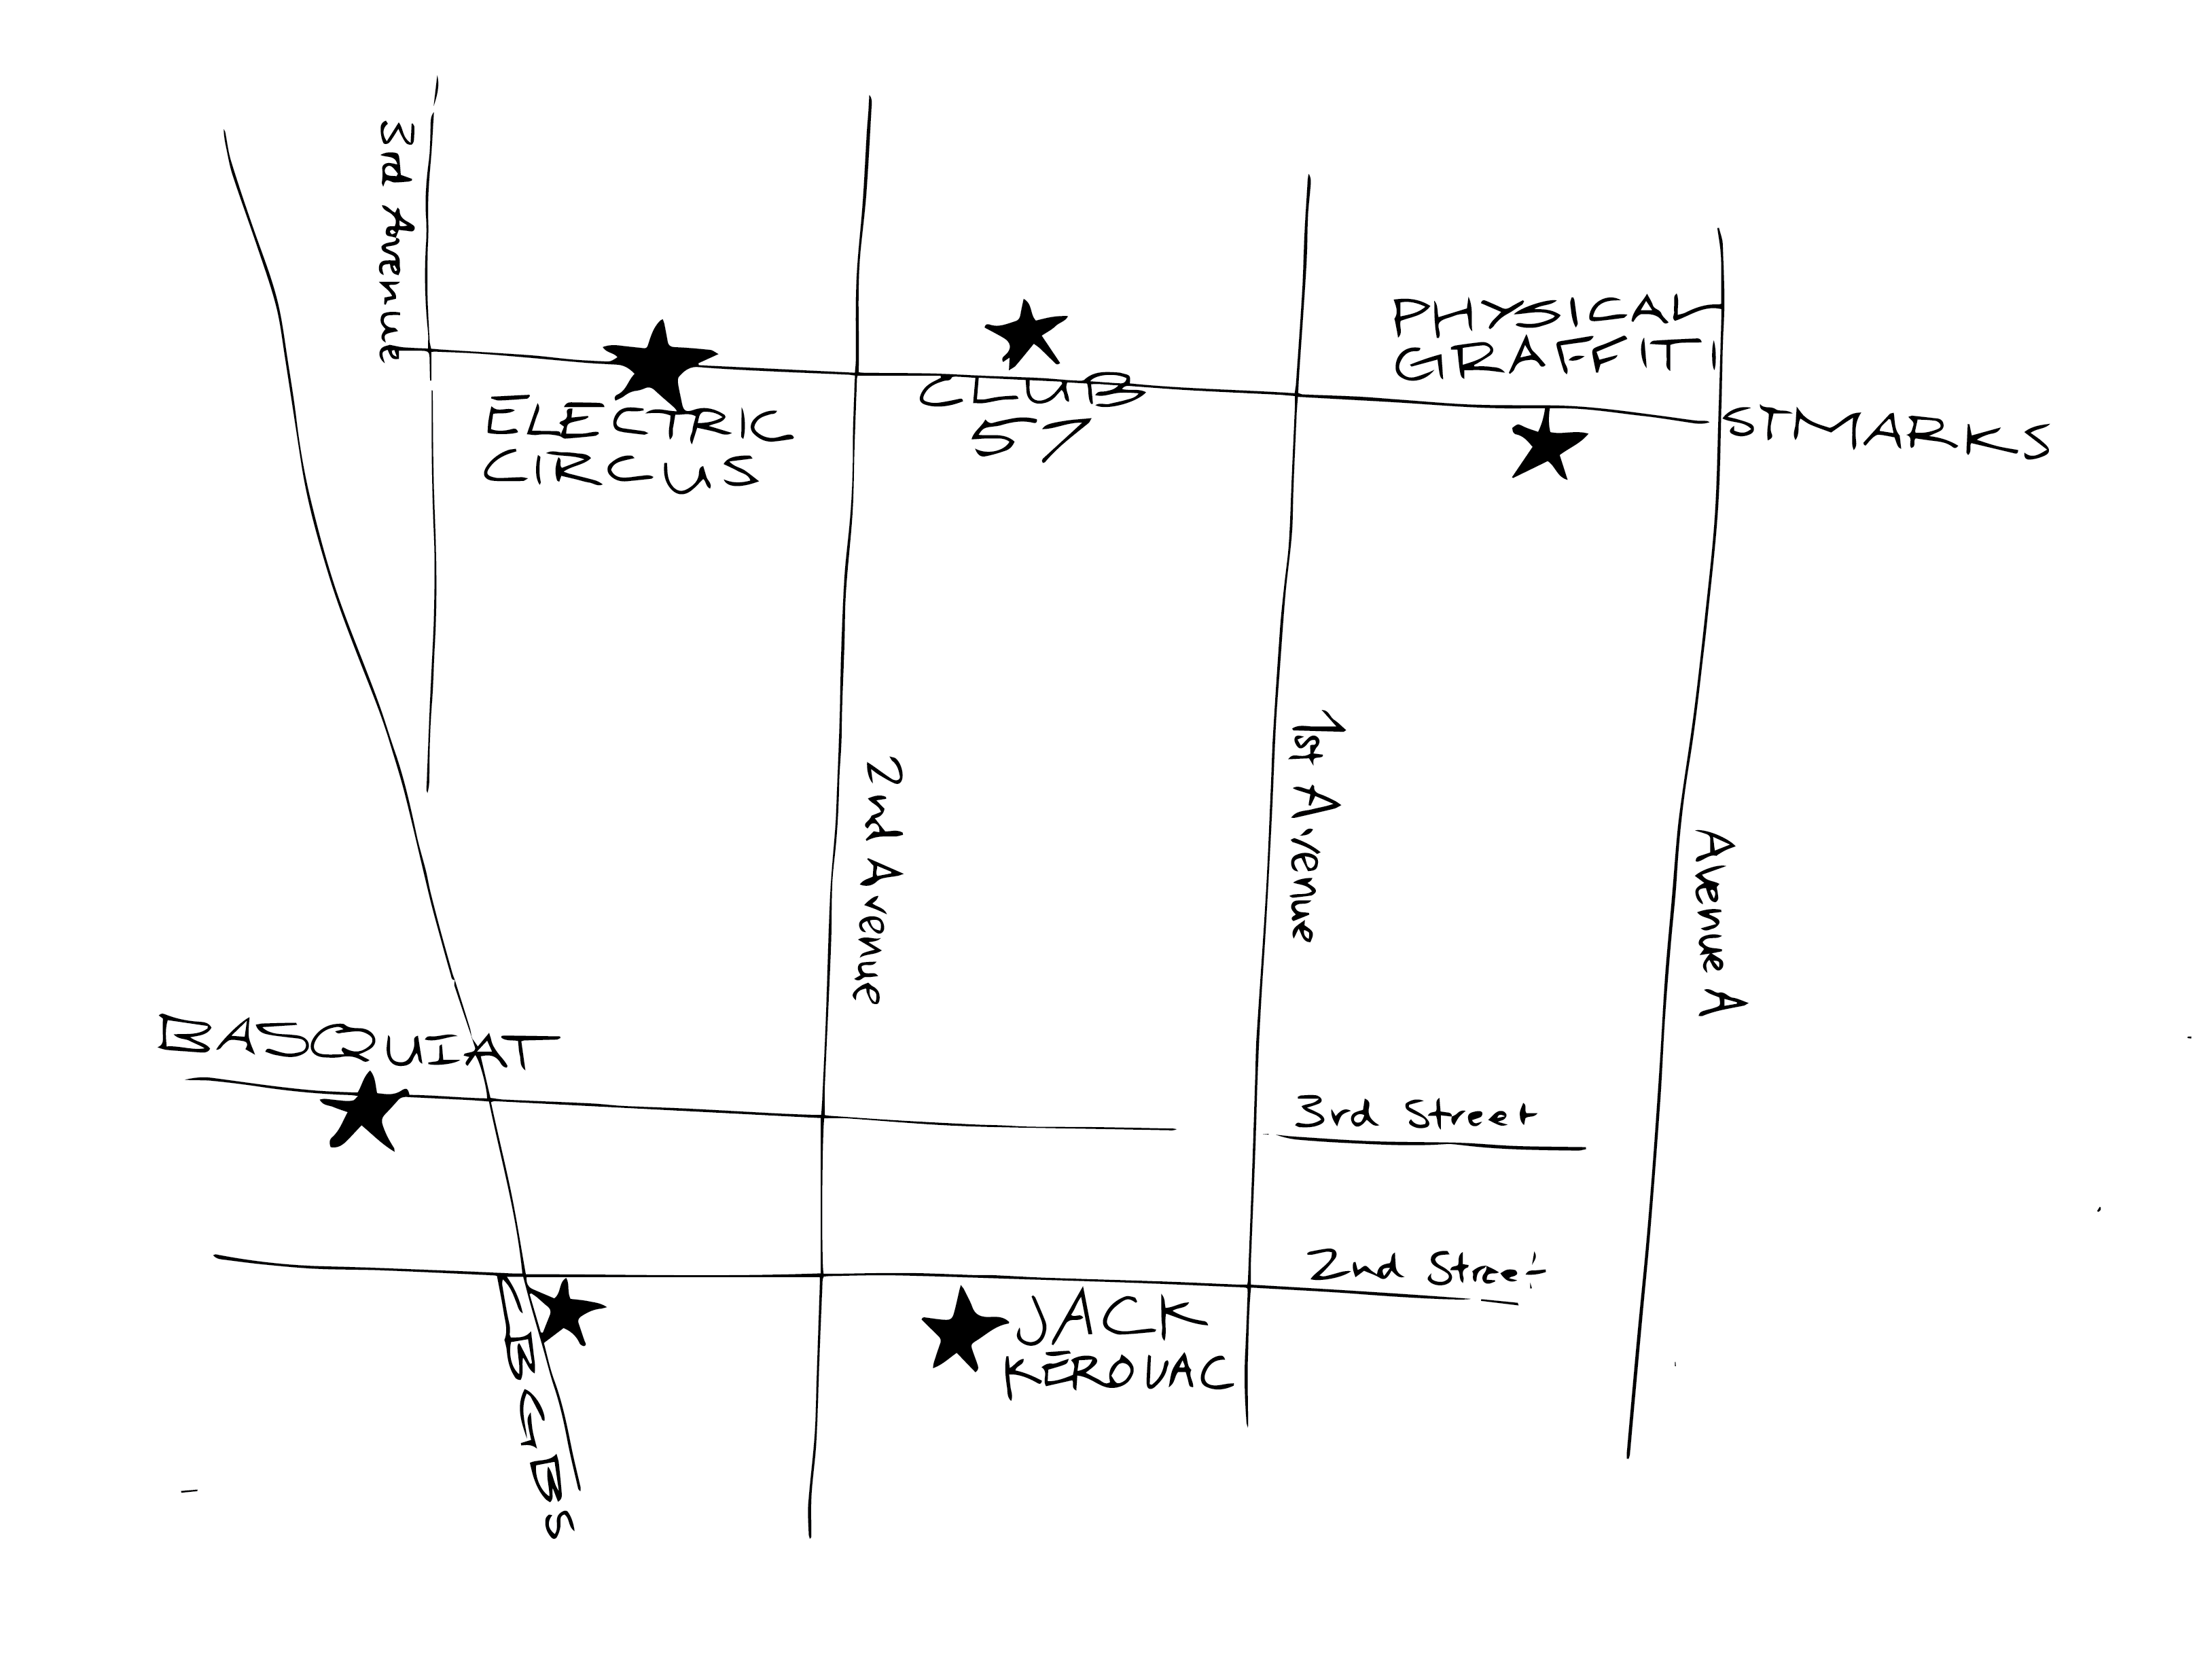 3rd Avenue
PHYSICAL
GRAFFITI
ELECTRIC
CIRCUS
CLUB
57
ST MARKS
2nd Avenue
1st Avenue
Avenue A
BASQUIAT
3rd Street
2nd Street
JACK
KEROUAC
CBGBs